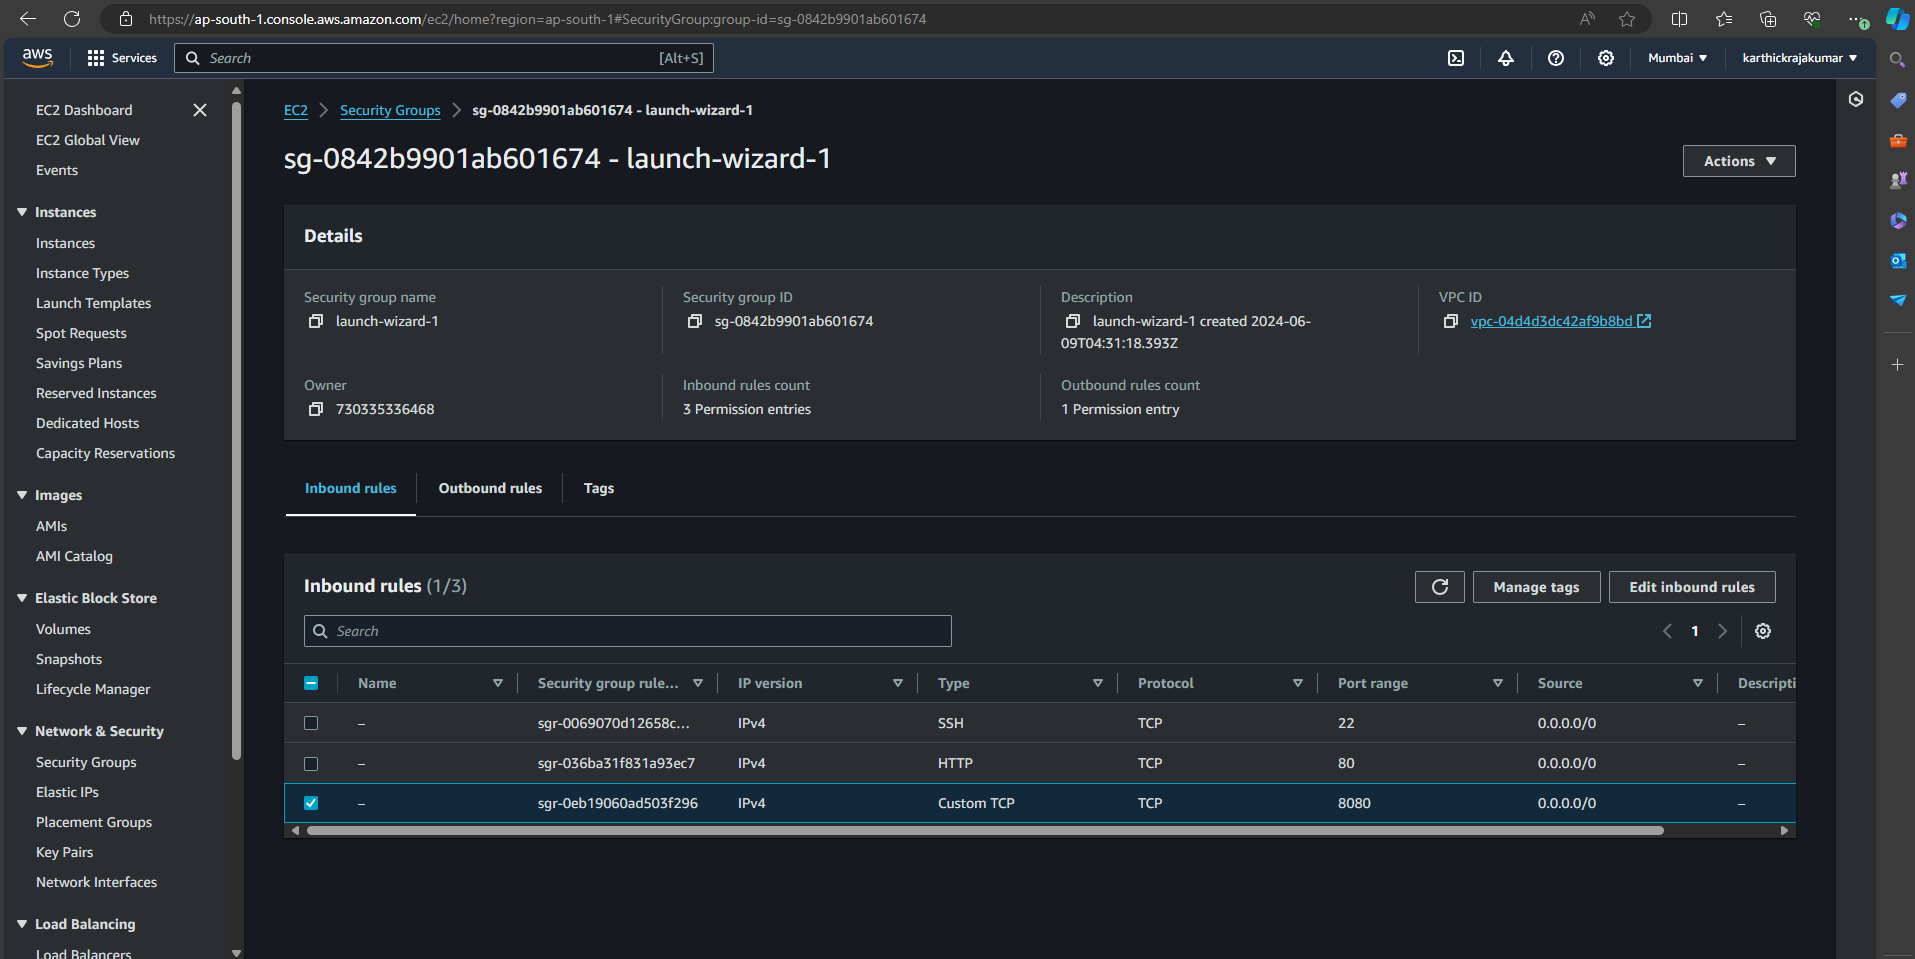 https://ap-south-1.console.aws.amazon.com/ec2/home?region=ap-south-1#SecurityGroup:group-id=sg-0842b9901ab601674
aws
Services
Search
[Alt+S]
Mumbai
karthickrajakumar
EC2 Dashboard
EC2 Global View
Events
Instances
Instances
Instance Types
Launch Templates
Spot Requests
Savings Plans
Reserved Instances
Dedicated Hosts
Capacity Reservations
Images
AMIs
AMI Catalog
Elastic Block Store
Volumes
Snapshots
Lifecycle Manager
Network & Security
Security Groups
Elastic IPs
Placement Groups
Key Pairs
Network Interfaces
Load Balancing
Load Balancers
EC2 > Security Groups > sg-0842b9901ab601674 - launch-wizard-1
sg-0842b9901ab601674 - launch-wizard-1
Actions
Details
Security group name
launch-wizard-1
Security group ID
sg-0842b9901ab601674
Description
launch-wizard-1 created 2024-06-
09T04:31:18.393Z
VPC ID
vpc-04d4d3dc42af9b8bd
Owner
730335336468
Inbound rules count
3 Permission entries
Outbound rules count
1 Permission entry
Inbound rules
Outbound rules
Tags
Inbound rules (1/3)
Manage tags
Edit inbound rules
Search
1
Name Security group rule... IP version Type Protocol Port range Source Descripti
– sgr-0069070d12658c... IPv4 SSH TCP 22 0.0.0.0/0 –
– sgr-036ba31f831a93ec7 IPv4 HTTP TCP 80 0.0.0.0/0 –
– sgr-0eb19060ad503f296 IPv4 Custom TCP TCP 8080 0.0.0.0/0 –